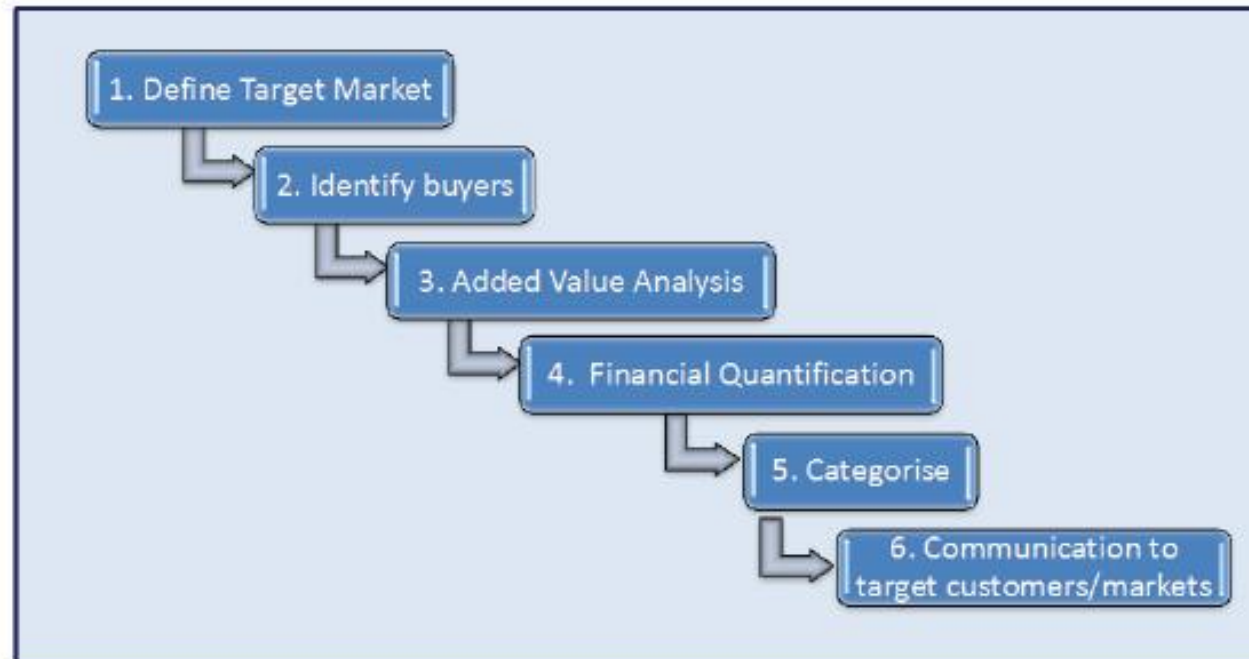 1. Define Target Market
2. Identify buyers
3. Added Value Analysis
4.  Financial Quantification
5. Categorise
6. Communication to
target customers/markets